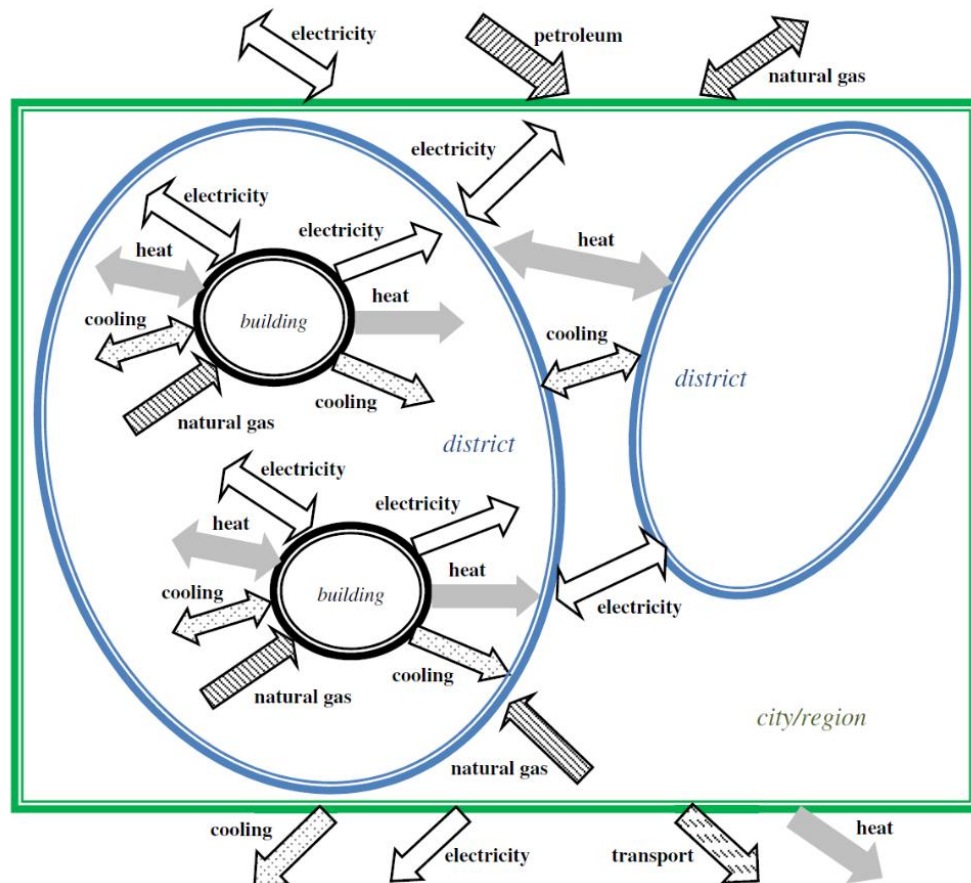 electricity
petroleum
natural gas
electricity
electricity
electricity
heat
heat
heat
cooling
building
cooling
cooling
district
natural gas
district
electricity
electricity
heat
heat
cooling
building
electricity
cooling
natural gas
city/region
natural gas
cooling
electricity
transport
heat